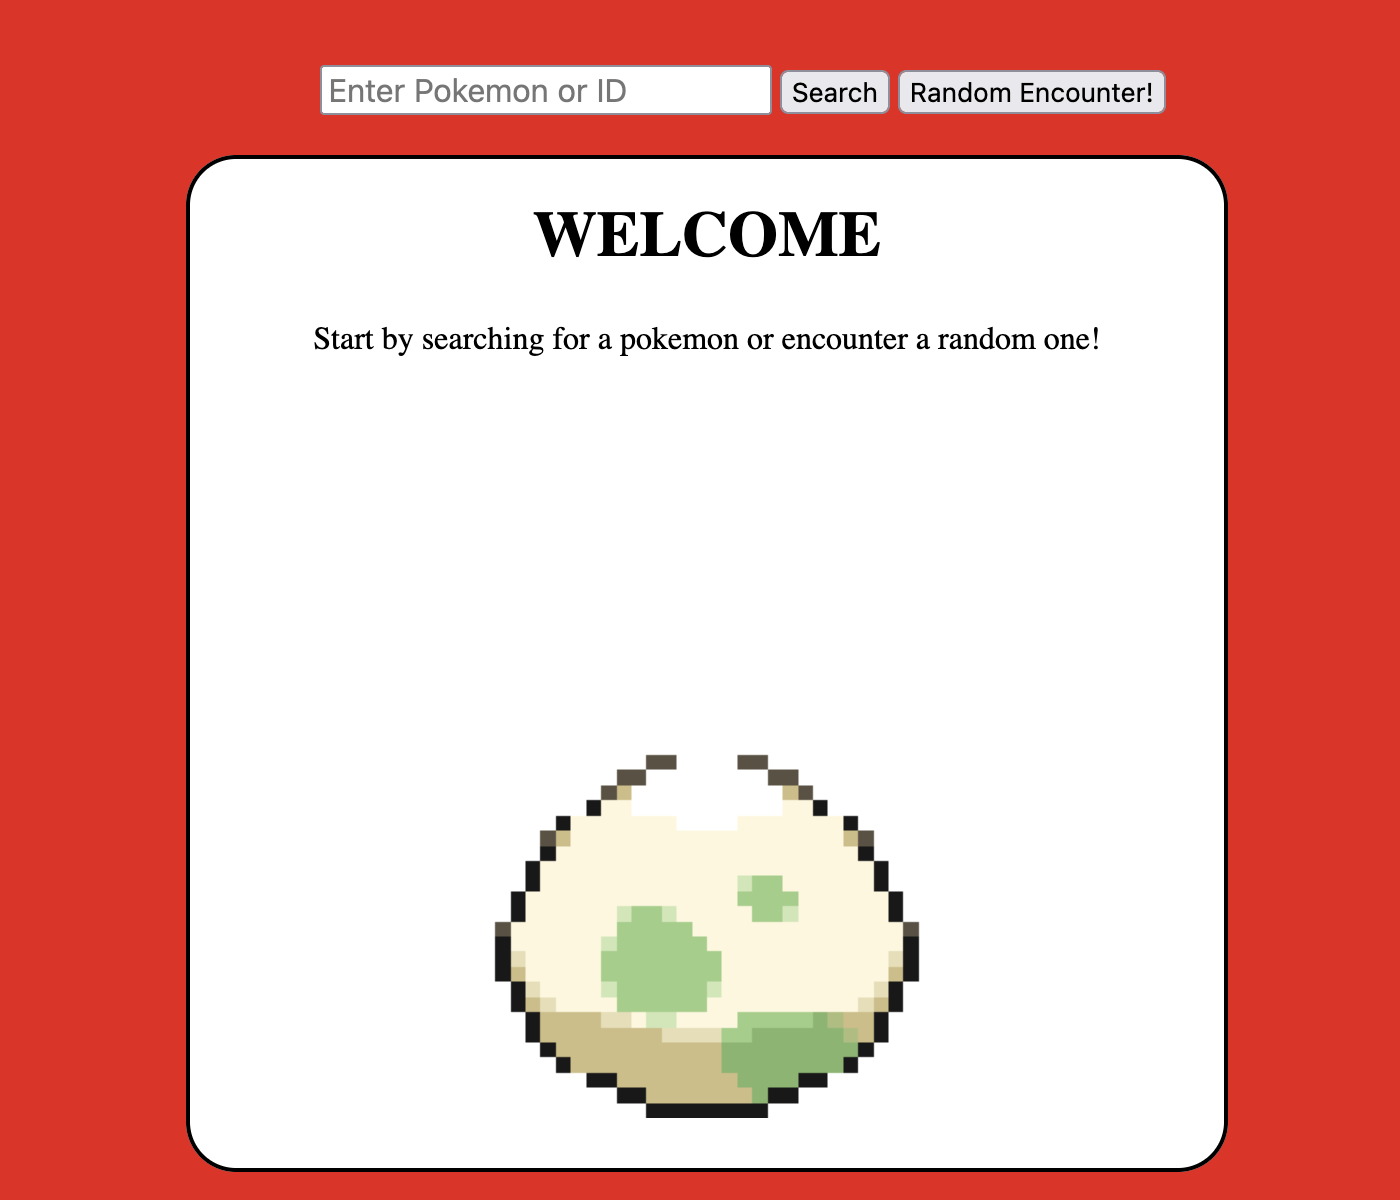 Enter Pokemon or ID Search Random Encounter!
WELCOME
Start by searching for a pokemon or encounter a random one!